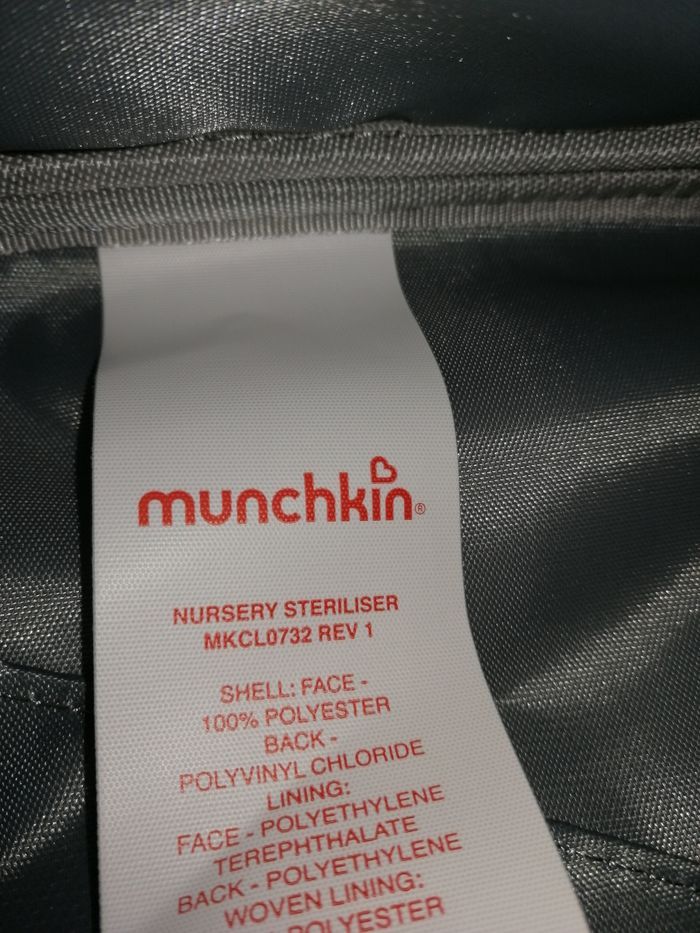 munchkin®
NURSERY STERILISER
MKCL0732 REV 1
SHELL: FACE -
100% POLYESTER
BACK -
POLYVINYL CHLORIDE
LINING:
FACE - POLYETHYLENE
TEREPHTHALATE
BACK - POLYETHYLENE
WOVEN LINING:
POLYESTER